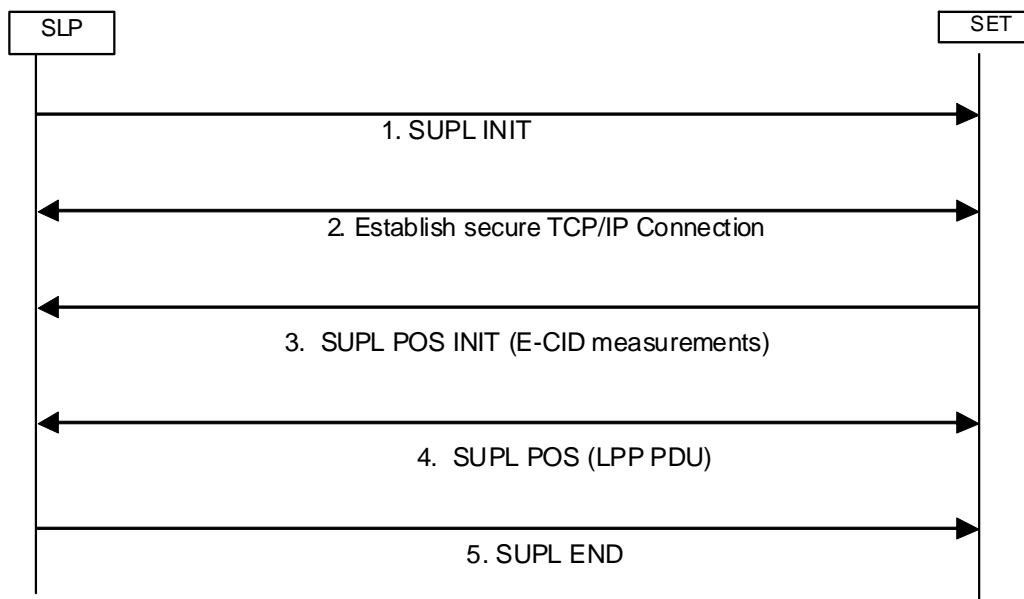 SLP
SET
1. SUPL INIT
2. Establish secure TCP/IP Connection
3. SUPL POS INIT (E-CID measurements)
4. SUPL POS (LPP PDU)
5. SUPL END